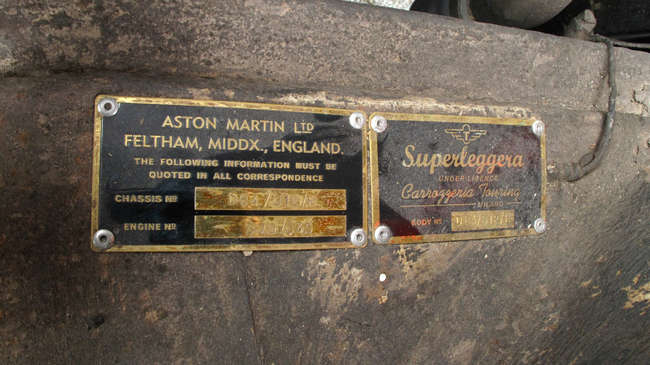 ASTON MARTIN LTD
FELTHAM, MIDDX., ENGLAND.
THE FOLLOWING INFORMATION MUST BE
QUOTED IN ALL CORRESPONDENCE
CHASSIS Nº
ENGINE Nº
T
Superleggera
UNDER LICENCE
Carrozzeria Touring
MILANO
BODY Nº